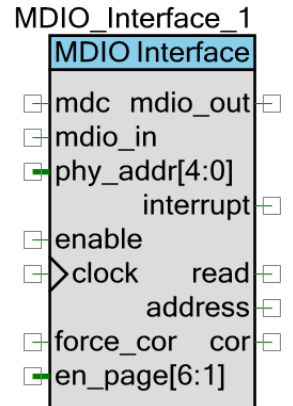 MDIO_Interface_1
MDIO Interface
mdc mdio_out
mdio_in
phy_addr[4:0]
interrupt
enable
clock read
address
force_cor cor
en_page[6:1]